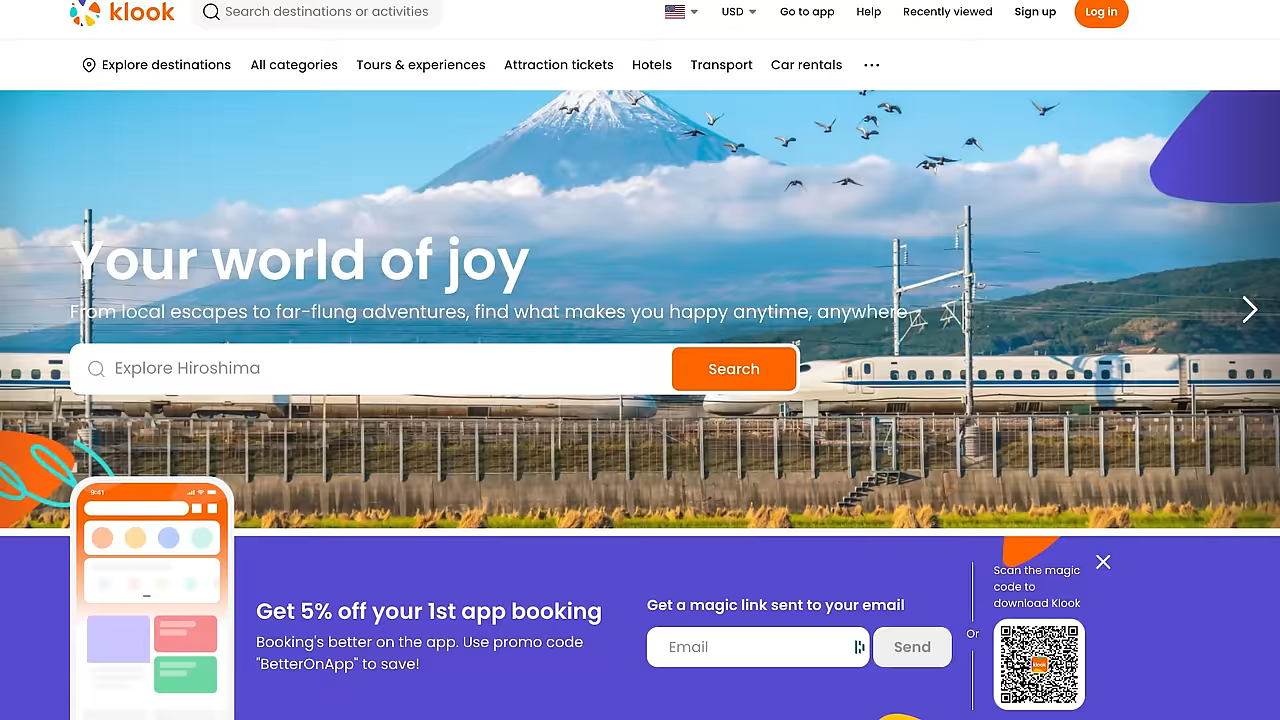 klook
Search destinations or activities
USD
Go to app
Help
Recently viewed
Sign up
Log in
Explore destinations
All categories
Tours & experiences
Attraction tickets
Hotels
Transport
Car rentals
Your world of joy
From local escapes to far-flung adventures, find what makes you happy anytime, anywhere
Explore Hiroshima
Search
9:41
Get 5% off your 1st app booking
Booking's better on the app. Use promo code
"BetterOnApp" to save!
Get a magic link sent to your email
Email
Send
Or
Scan the magic
code to
download Klook
klook